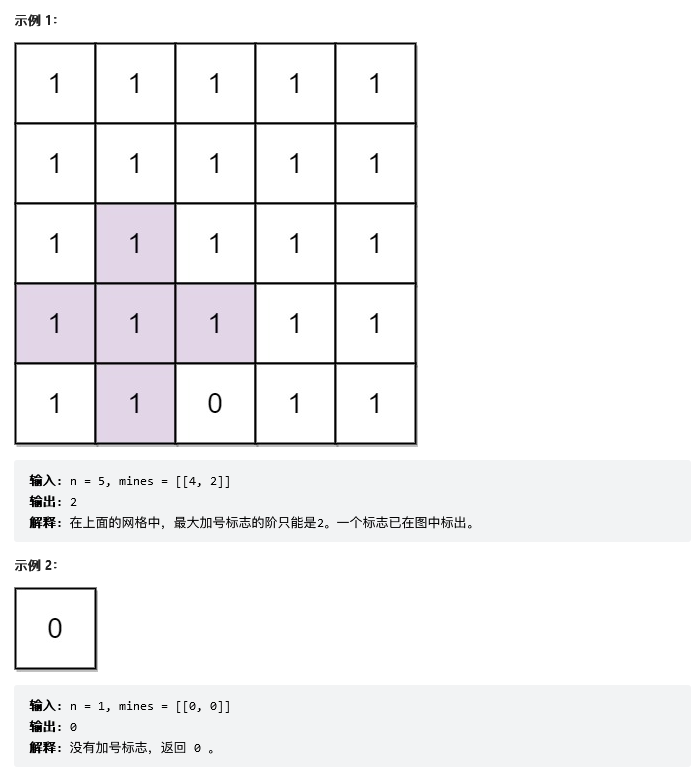 示例 1：
1 1 1 1 1
1 1 1 1 1
1 1 1 1 1
1 1 1 1 1
1 1 0 1 1
输入: n = 5, mines = [[4, 2]]
输出: 2
解释: 在上面的网格中，最大加号标志的阶只能是2。一个标志已在图中标出。
示例 2：
0
输入: n = 1, mines = [[0, 0]]
输出: 0
解释: 没有加号标志，返回 0 。